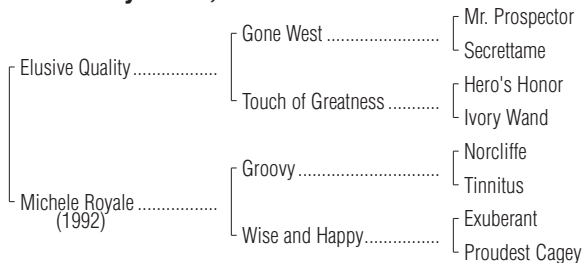 Mr. Prospector
Gone West ........................
Secrettame
Elusive Quality ..................
Hero's Honor
Touch of Greatness ...........
Ivory Wand
Norcliffe
Groovy ..............................
Tinnitus
Michele Royale .................
(1992)
Exuberant
Wise and Happy ................
Proudest Cagey